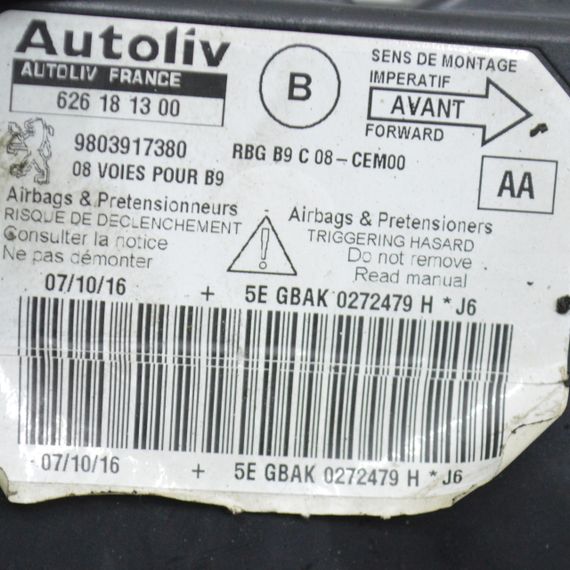 Autoliv
AUTOLIV FRANCE
626 18 13 00
B
SENS DE MONTAGE
IMPERATIF
AVANT
FORWARD
9803917380
RBG B9 C 08-CEM00
08 VOIES POUR B9
AA
Airbags & Pretensionneurs
RISQUE DE DECLENCHEMENT
Consulter la notice
Ne pas démonter
Airbags & Pretensioners
TRIGGERING HASARD
Do not remove
Read manual
07/10/16 + 5E GBAK 0272479 H * J6
07/10/16 + 5E GBAK 0272479 H * J6